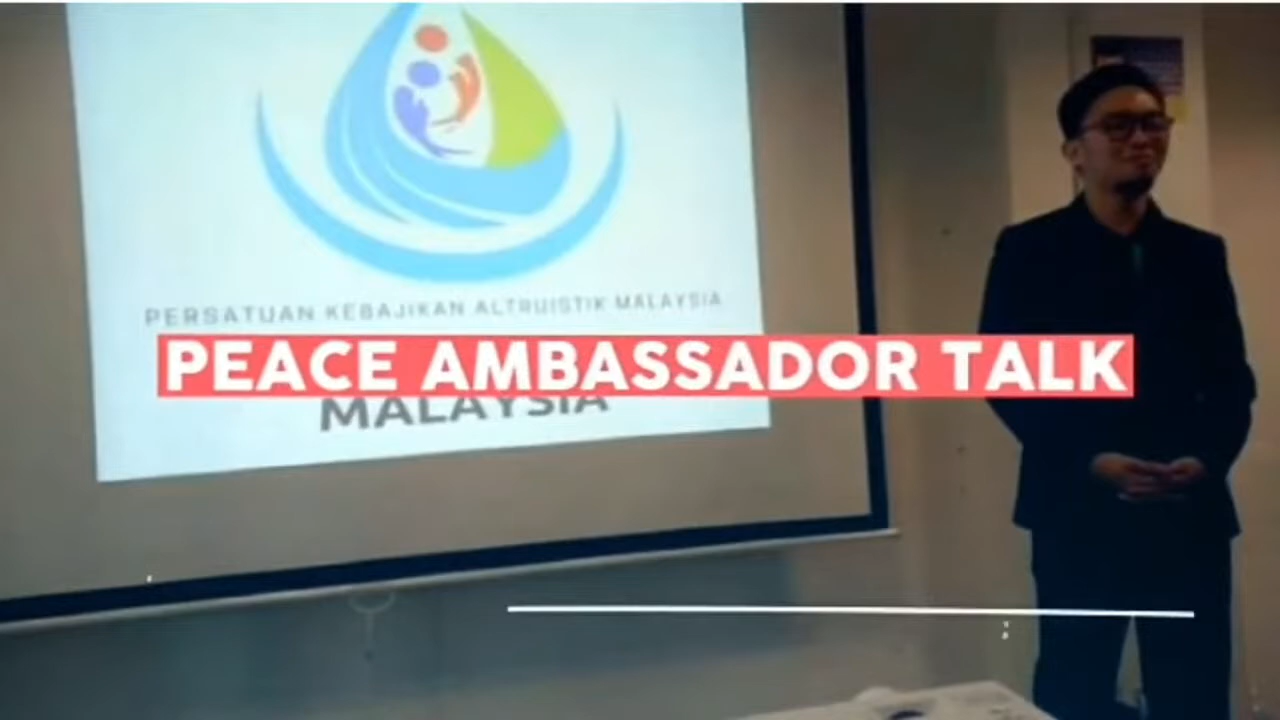 PERSATUAN KEBAJIKAN ALTRUISTIK MALAYSIA
PEACE AMBASSADOR TALK
MALAYSIA